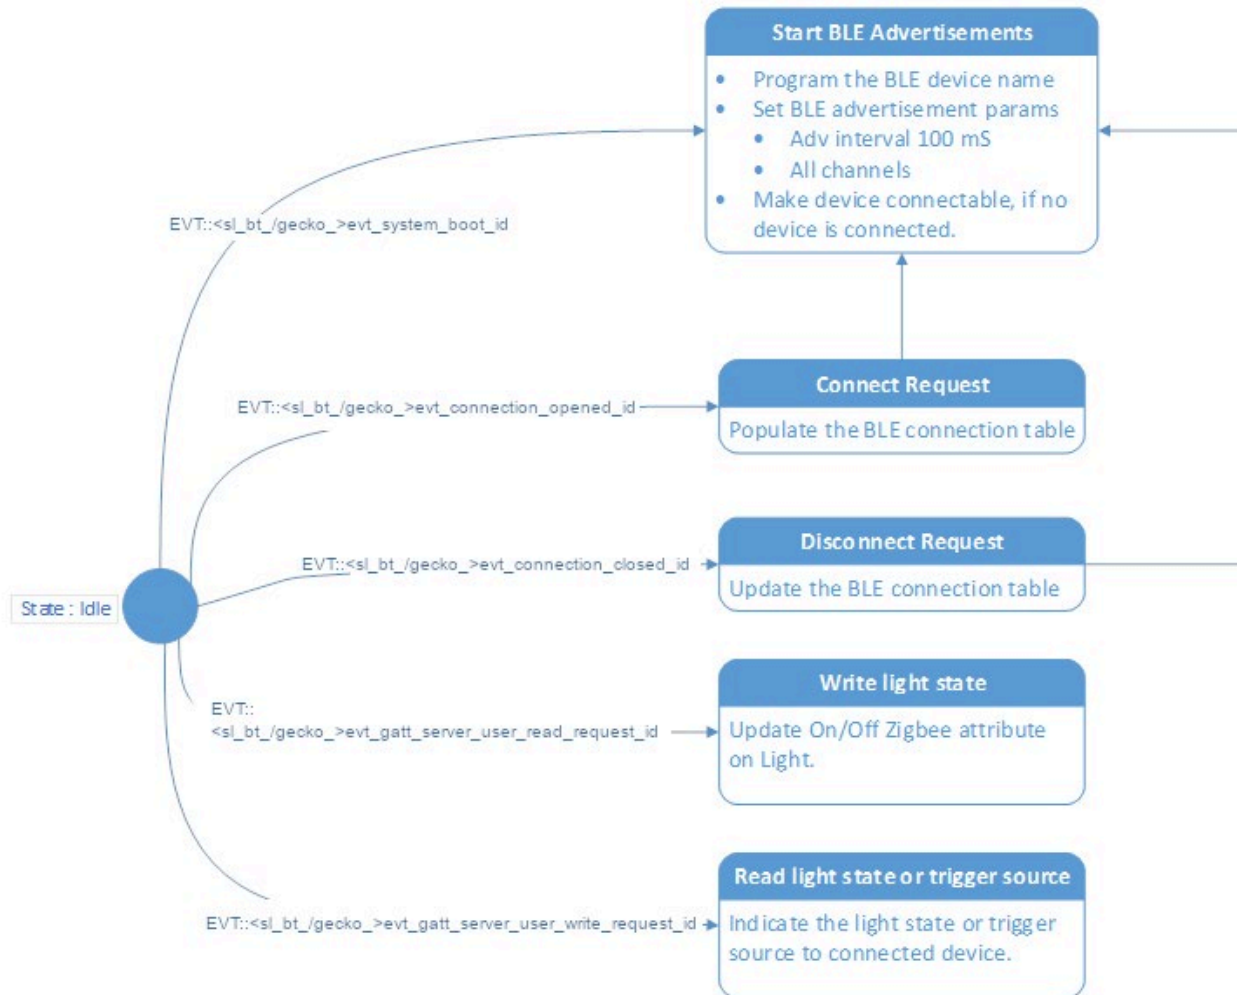 Start BLE Advertisements
• Program the BLE device name
• Set BLE advertisement params
• Adv interval 100 mS
• All channels
• Make device connectable, if no
device is connected.
EVT::<sl_bt_/gecko_>evt_system_boot_id
Connect Request
EVT::<sl_bt_/gecko_>evt_connection_opened_id
Populate the BLE connection table
Disconnect Request
EVT::<sl_bt_/gecko_>evt_connection_closed_id
Update the BLE connection table
State : Idle
Write light state
EVT::
<sl_bt_/gecko_>evt_gatt_server_user_read_request_id
Update On/Off Zigbee attribute
on Light.
Read light state or trigger source
EVT::<sl_bt_/gecko_>evt_gatt_server_user_write_request_id
Indicate the light state or trigger
source to connected device.